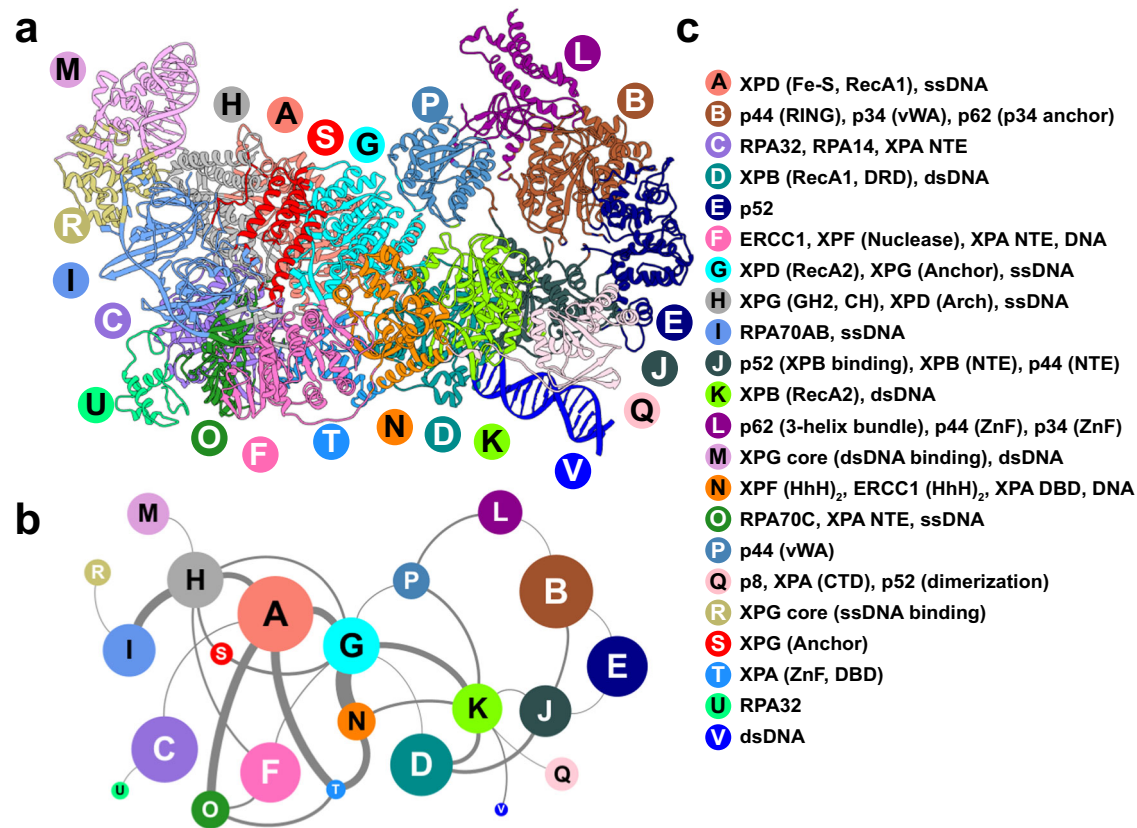 a
c
M
H
A
S
G
P
L
B
R
I
C
U
O
F
T
N
D
K
V
Q
J
E
A XPD (Fe-S, RecA1), ssDNA
B p44 (RING), p34 (vWA), p62 (p34 anchor)
C RPA32, RPA14, XPA NTE
D XPB (RecA1, DRD), dsDNA
E p52
F ERCC1, XPF (Nuclease), XPA NTE, DNA
G XPD (RecA2), XPG (Anchor), ssDNA
H XPG (GH2, CH), XPD (Arch), ssDNA
I RPA70AB, ssDNA
J p52 (XPB binding), XPB (NTE), p44 (NTE)
K XPB (RecA2), dsDNA
L p62 (3-helix bundle), p44 (ZnF), p34 (ZnF)
M XPG core (dsDNA binding), dsDNA
N XPF (HhH)2, ERCC1 (HhH)2, XPA DBD, DNA
O RPA70C, XPA NTE, ssDNA
P p44 (vWA)
Q p8, XPA (CTD), p52 (dimerization)
R XPG core (ssDNA binding)
S XPG (Anchor)
T XPA (ZnF, DBD)
U RPA32
V dsDNA
b
M
L
R
H
P
B
A
I
S
G
E
C
F
N
K
J
D
Q
U
O
T
V